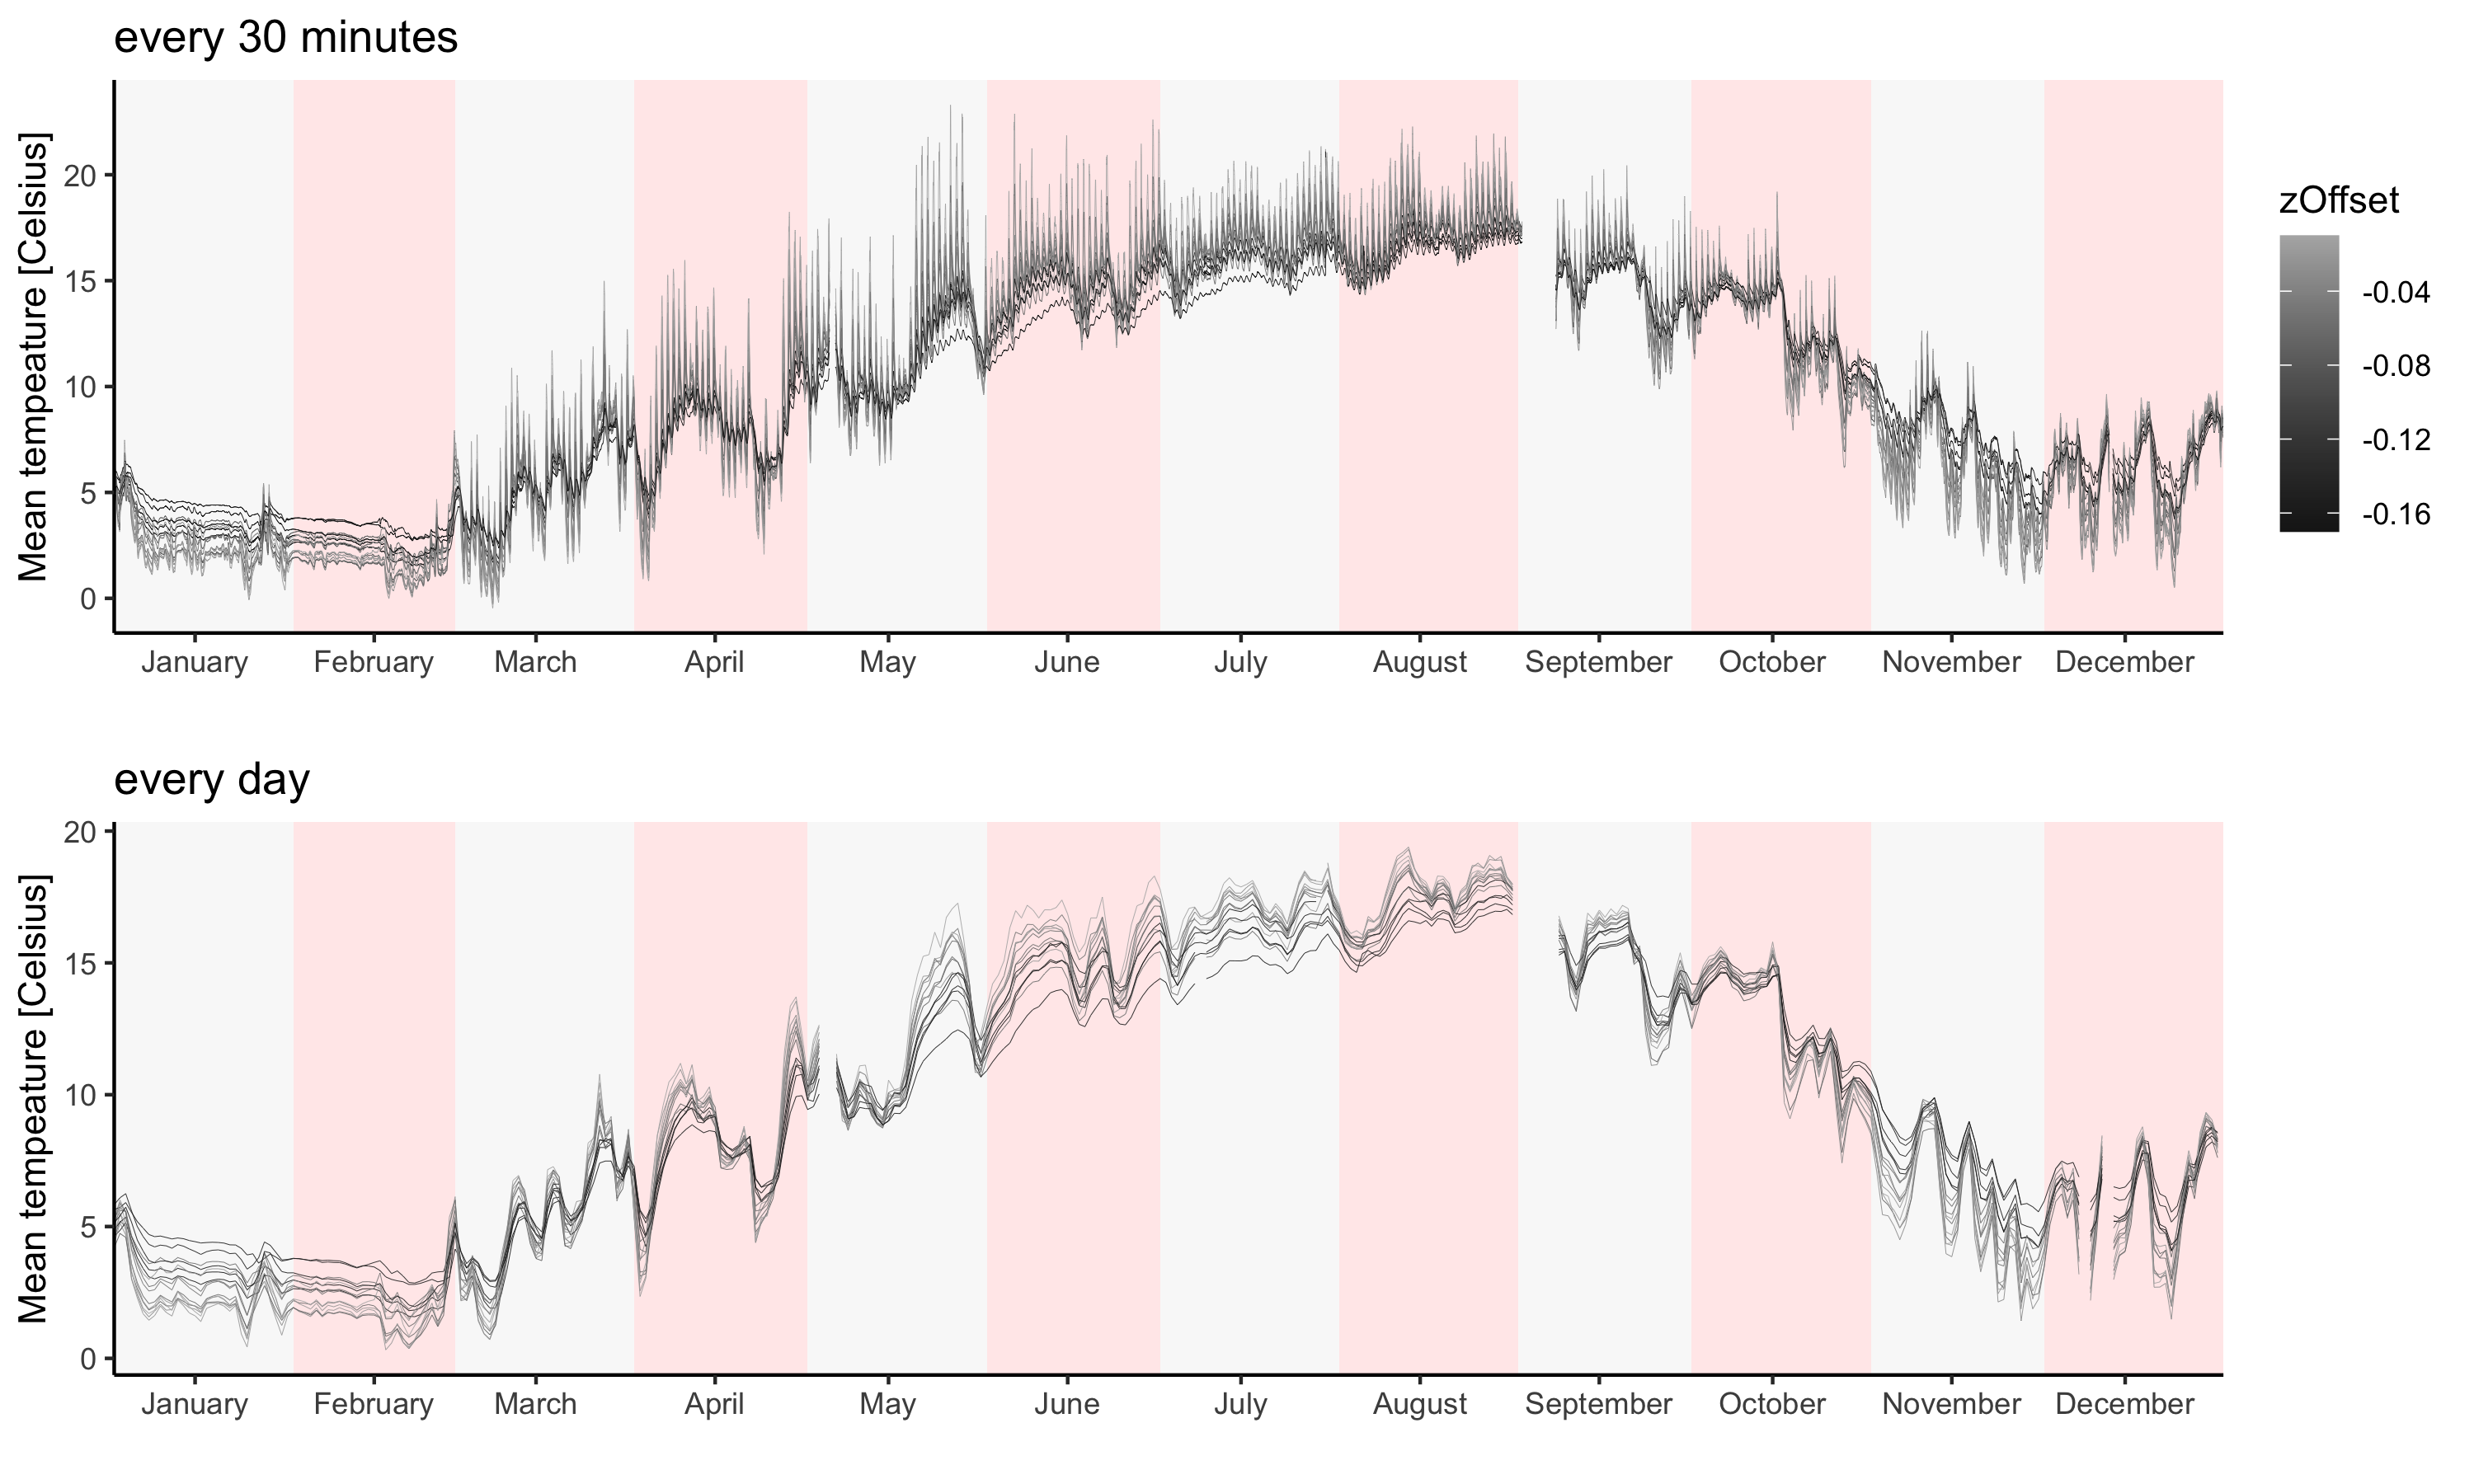 every 30 minutes
Mean tempeature [Celsius]
20
15
10
5
0
January February March April May June July August September October November December
zOffset
-0.04
-0.08
-0.12
-0.16
every day
Mean tempeature [Celsius]
20
15
10
5
0
January February March April May June July August September October November December